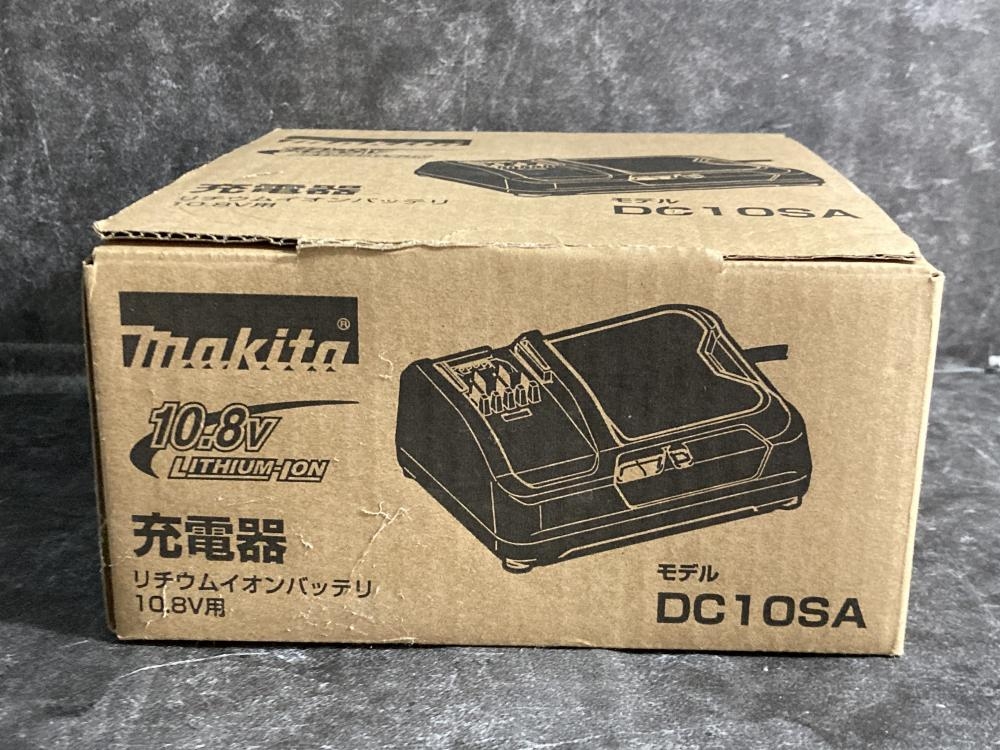 makita
充電器
リチウムイオンバッテリ
10.8V用
モデル
DC10SA
makita®
10.8V
LITHIUM-ION
充電器
リチウムイオンバッテリ
10.8V用
モデル
DC10SA